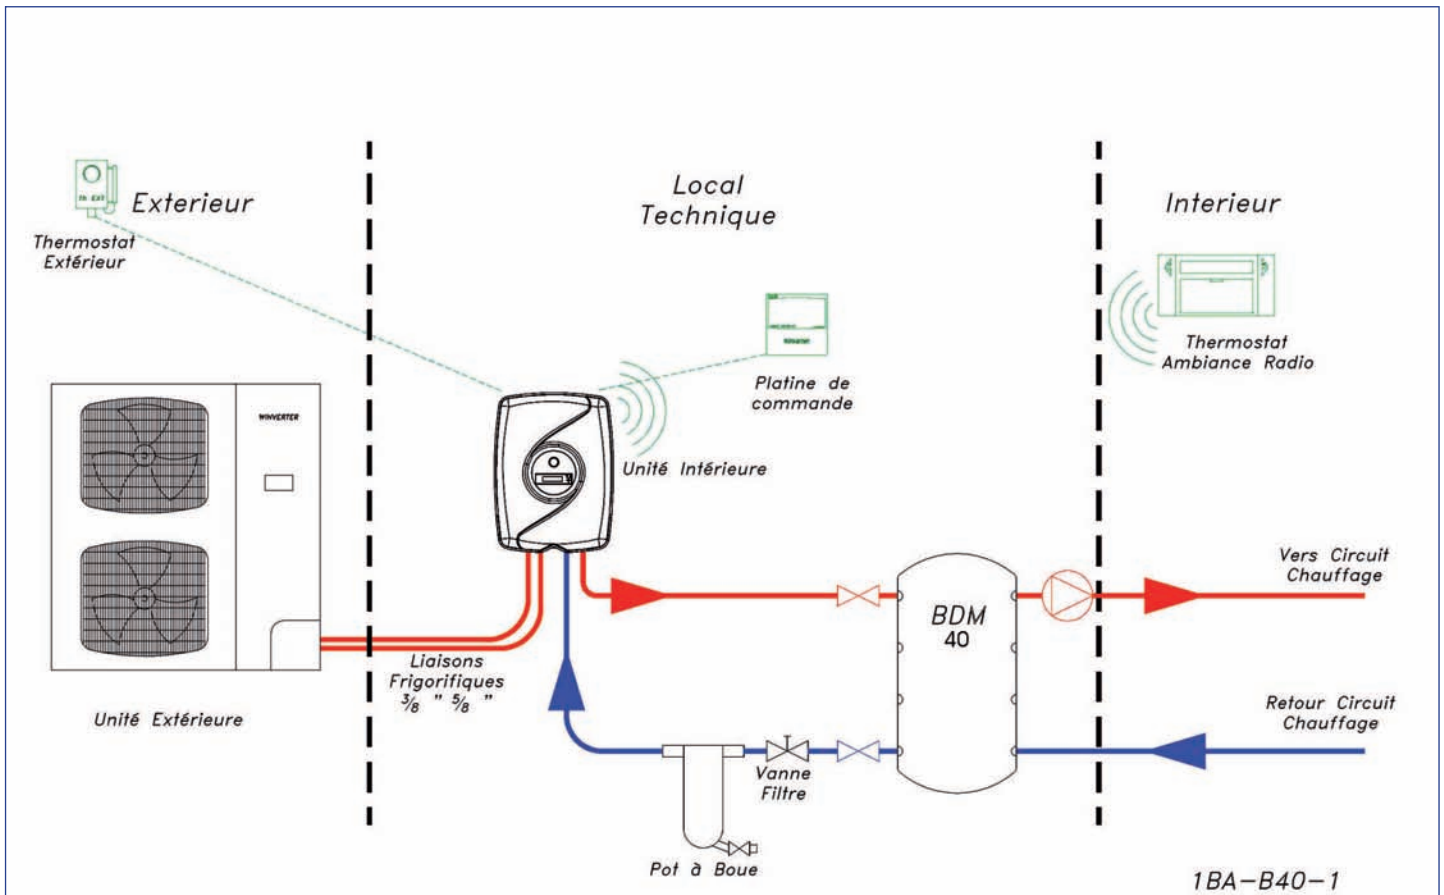 Th EXT
Exterieur
Thermostat
Extérieur
Local
Technique
Interieur
Thermostat
Ambiance Radio
Platine de
commande
WINVERTER
Unité Intérieure
Unité Extérieure
Liaisons
Frigorifiques
3/8 " 5/8 "
BDM
40
Vers Circuit
Chauffage
Retour Circuit
Chauffage
Vanne
Filtre
Pot à Boue
1BA-B40-1